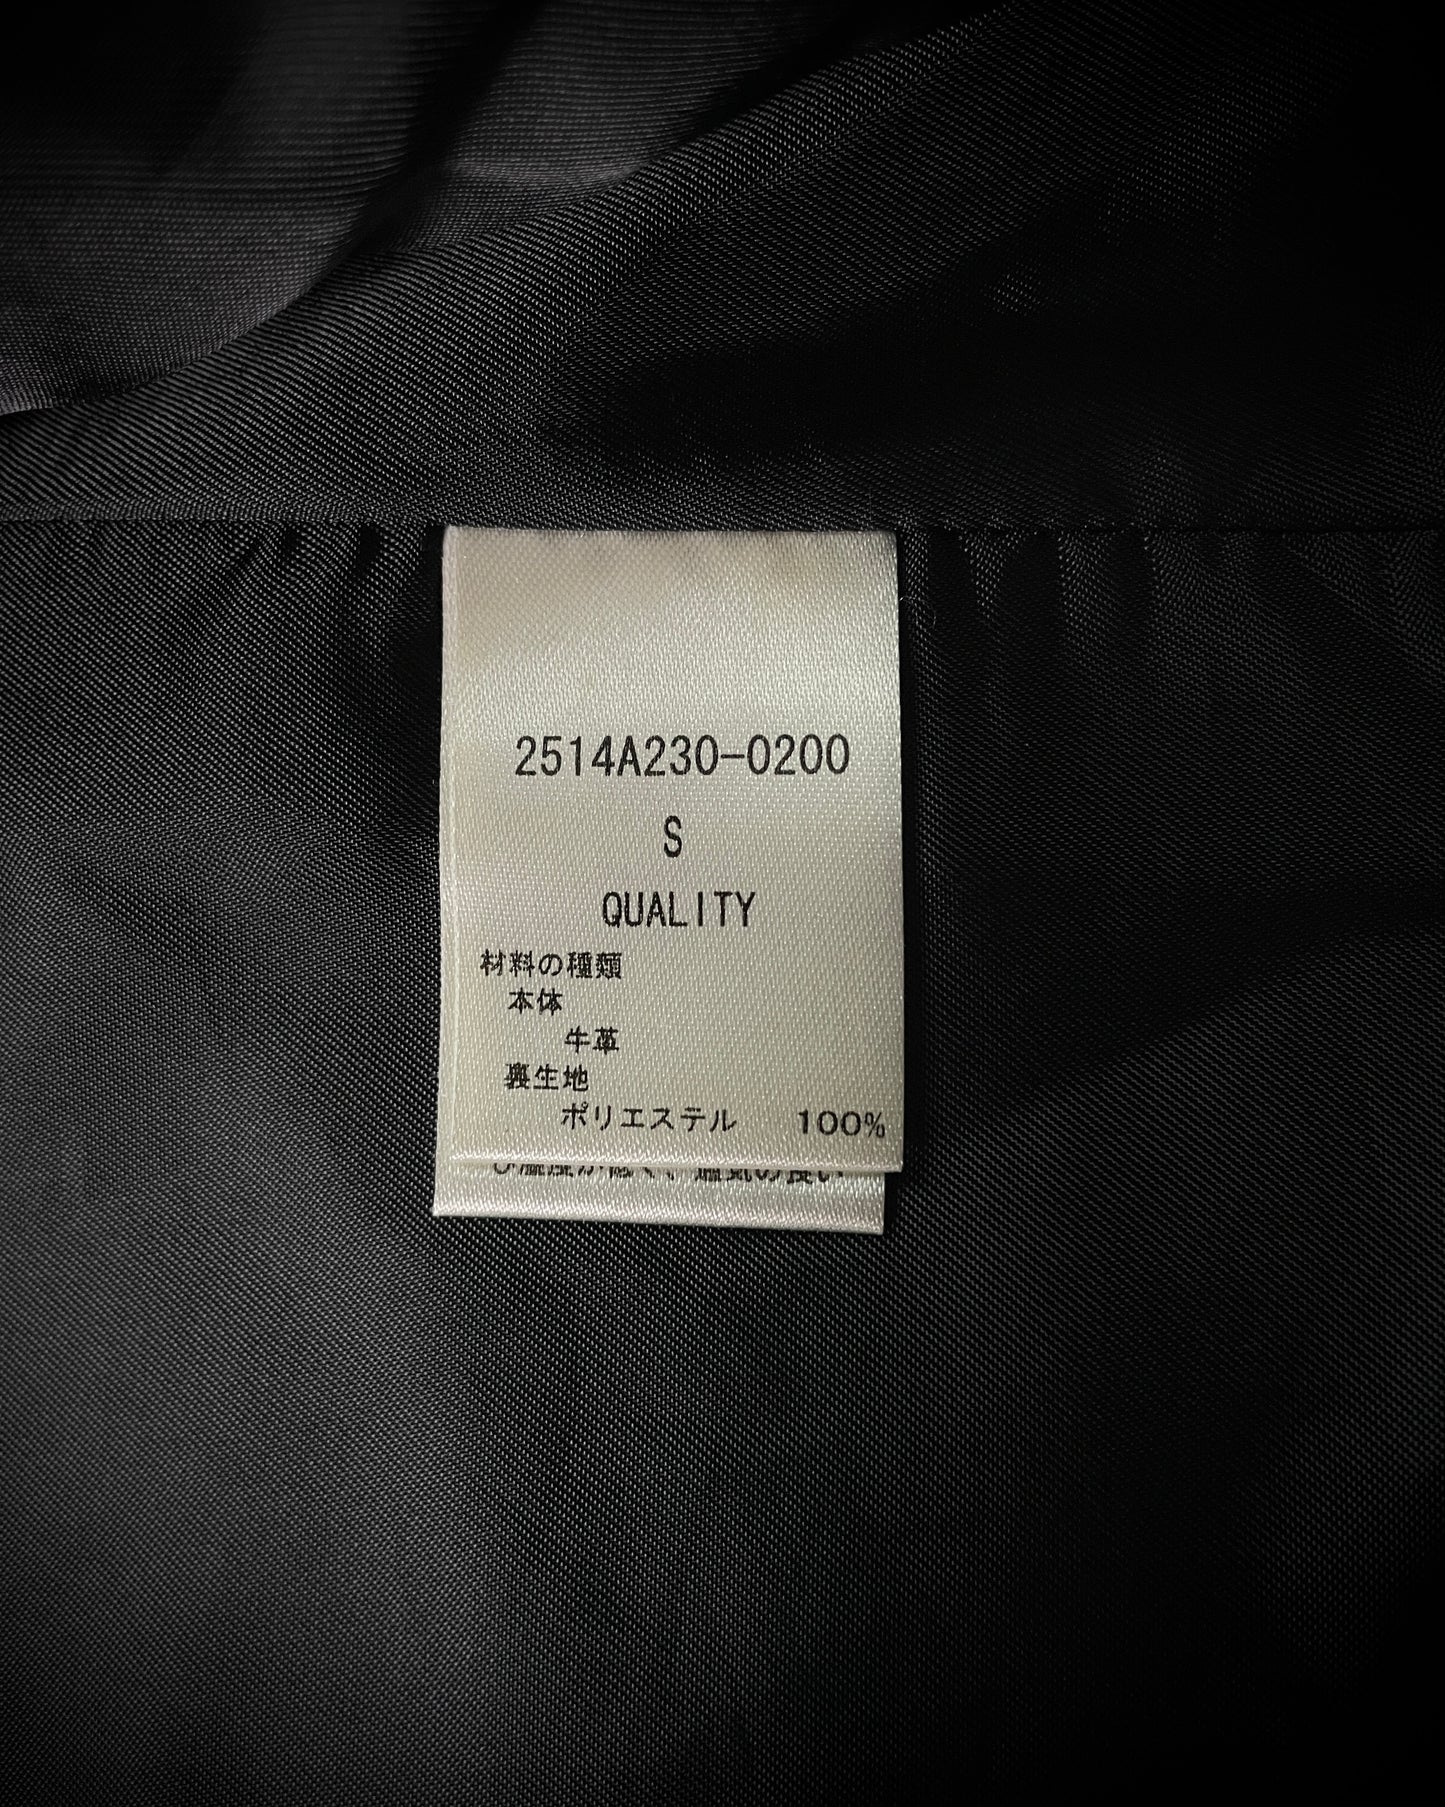 2514A230-0200
S
QUALITY
材料の種類
本体
牛革
裏生地
ポリエステル 100%